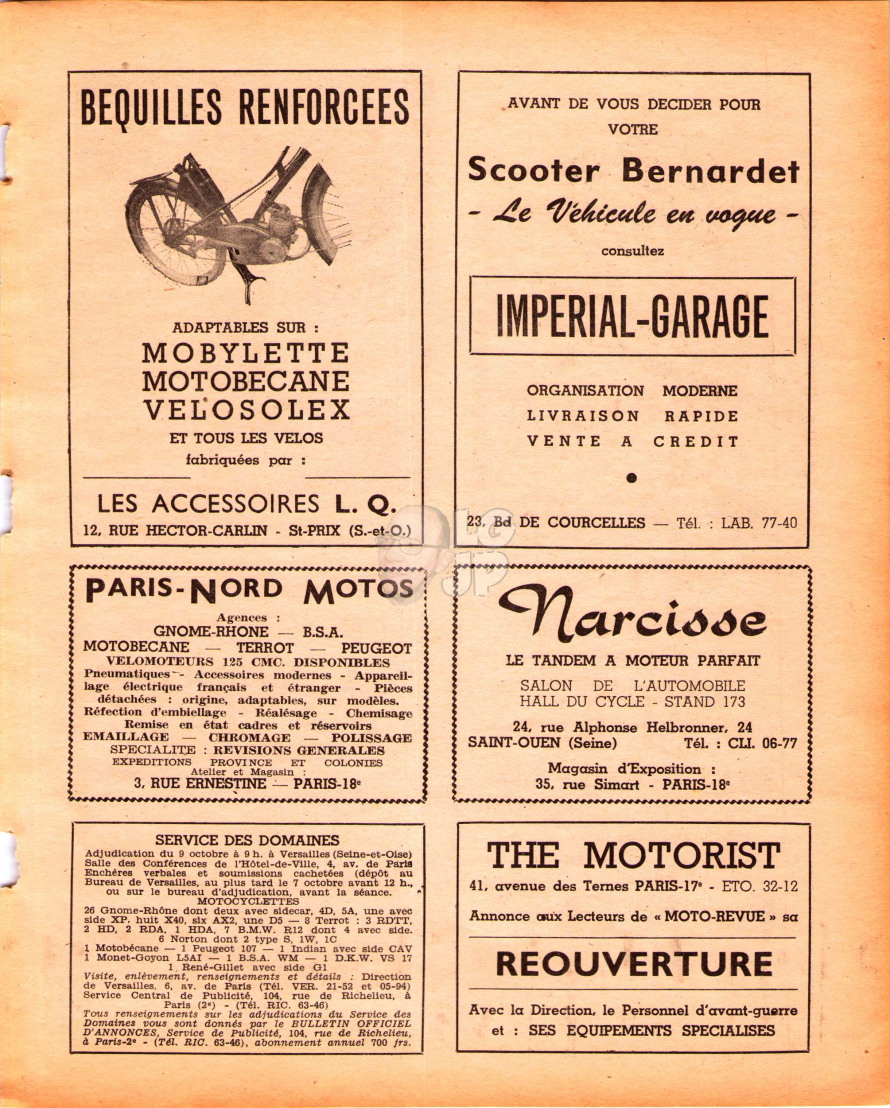 BEQUILLES RENFORCEES
ADAPTABLES SUR :
MOBYLETTE
MOTOBECANE
VELOSOLEX
ET TOUS LES VELOS
fabriquées par :
LES ACCESSOIRES L. Q.
12, RUE HECTOR-CARLIN - St-PRIX (S.-et-O.)
AVANT DE VOUS DECIDER POUR
VOTRE
Scooter Bernardet
- Le Véhicule en vogue -
consultez
IMPERIAL-GARAGE
ORGANISATION MODERNE
LIVRAISON RAPIDE
VENTE A CREDIT
23, Bd DE COURCELLES — Tél. : LAB. 77-40
LG
JP
PARIS-NORD MOTOS
Agences :
GNOME-RHONE — B.S.A.
MOTOBECANE — TERROT — PEUGEOT
VELOMOTEURS 125 CMC. DISPONIBLES
Pneumatiques - Accessoires modernes - Appareil-
lage électrique français et étranger - Pièces
détachées : origine, adaptables, sur modèles.
Réfection d'embiellage - Réalésage - Chemisage
Remise en état cadres et réservoirs
EMAILLAGE — CHROMAGE — POLISSAGE
SPECIALITE : REVISIONS GENERALES
EXPEDITIONS PROVINCE ET COLONIES
Atelier et Magasin :
3, RUE ERNESTINE — PARIS-18e
Narcisse
LE TANDEM A MOTEUR PARFAIT
SALON DE L'AUTOMOBILE
HALL DU CYCLE - STAND 173
24, rue Alphonse Helbronner, 24
SAINT-OUEN (Seine) Tél. : CLI. 06-77
Magasin d'Exposition :
35, rue Simart - PARIS-18e
SERVICE DES DOMAINES
Adjudication du 9 octobre à 9 h. à Versailles (Seine-et-Oise)
Salle des Conférences de l'Hôtel-de-Ville, 4, av. de Paris
Enchères verbales et soumissions cachetées (dépôt au
Bureau de Versailles, au plus tard le 7 octobre avant 12 h.,
ou sur le bureau d'adjudication, avant la séance.
MOTOCYCLETTES
26 Gnome-Rhône dont deux avec sidecar, 4D, 5A, une avec
side XP, huit X40, six AX2, une D5 — 8 Terrot : 3 RDTT,
2 HD, 2 RDA, 1 HDA, 7 B.M.W. R12 dont 4 avec side.
6 Norton dont 2 type S, 1W, 1C
1 Motobécane — 1 Peugeot 107 — 1 Indian avec side CAV
1 Monet-Goyon L5AI — 1 B.S.A. WM — 1 D.K.W. VS 17
1 René-Gillet avec side G1
Visite, enlèvement, renseignements et détails : Direction
de Versailles, 6, av. de Paris (Tél. VER. 21-52 et 05-94)
Service Central de Publicité, 104, rue de Richelieu, à
Paris (2e) - (Tél. RIC. 63-46)
Tous renseignements sur les adjudications du Service des
Domaines vous sont donnés par le BULLETIN OFFICIEL
D'ANNONCES, Service de Publicité, 104, rue de Richelieu,
à Paris-2e - (Tél. RIC. 63-46), abonnement annuel 700 frs.
THE MOTORIST
41, avenue des Ternes PARIS-17e - ETO. 32-12
Annonce aux Lecteurs de « MOTO-REVUE » sa
REOUVERTURE
Avec la Direction, le Personnel d'avant-guerre
et : SES EQUIPEMENTS SPECIALISES